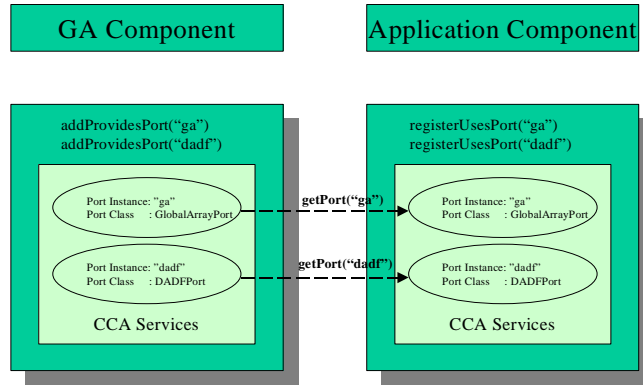 GA Component
Application Component
addProvidesPort(“ga”)
addProvidesPort(“dadf”)
Port Instance: "ga"
Port Class : GlobalArrayPort
Port Instance: "dadf"
Port Class : DADFPort
CCA Services
getPort(“ga”)
getPort(“dadf”)
registerUsesPort(“ga”)
registerUsesPort(“dadf”)
Port Instance: "ga"
Port Class : GlobalArrayPort
Port Instance: "dadf"
Port Class : DADFPort
CCA Services